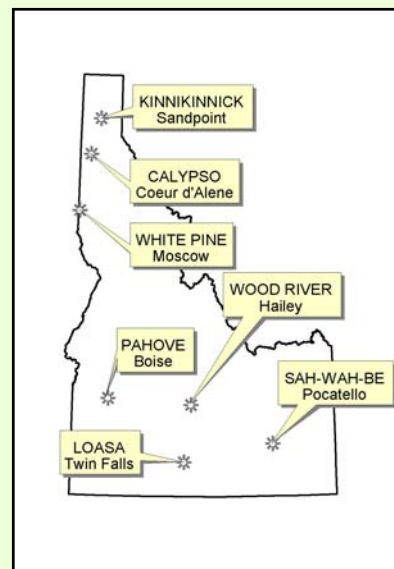 KINNIKINNICK
Sandpoint
CALYPSO
Coeur d'Alene
WHITE PINE
Moscow
WOOD RIVER
Hailey
PAHOVE
Boise
SAH-WAH-BE
Pocatello
LOASA
Twin Falls